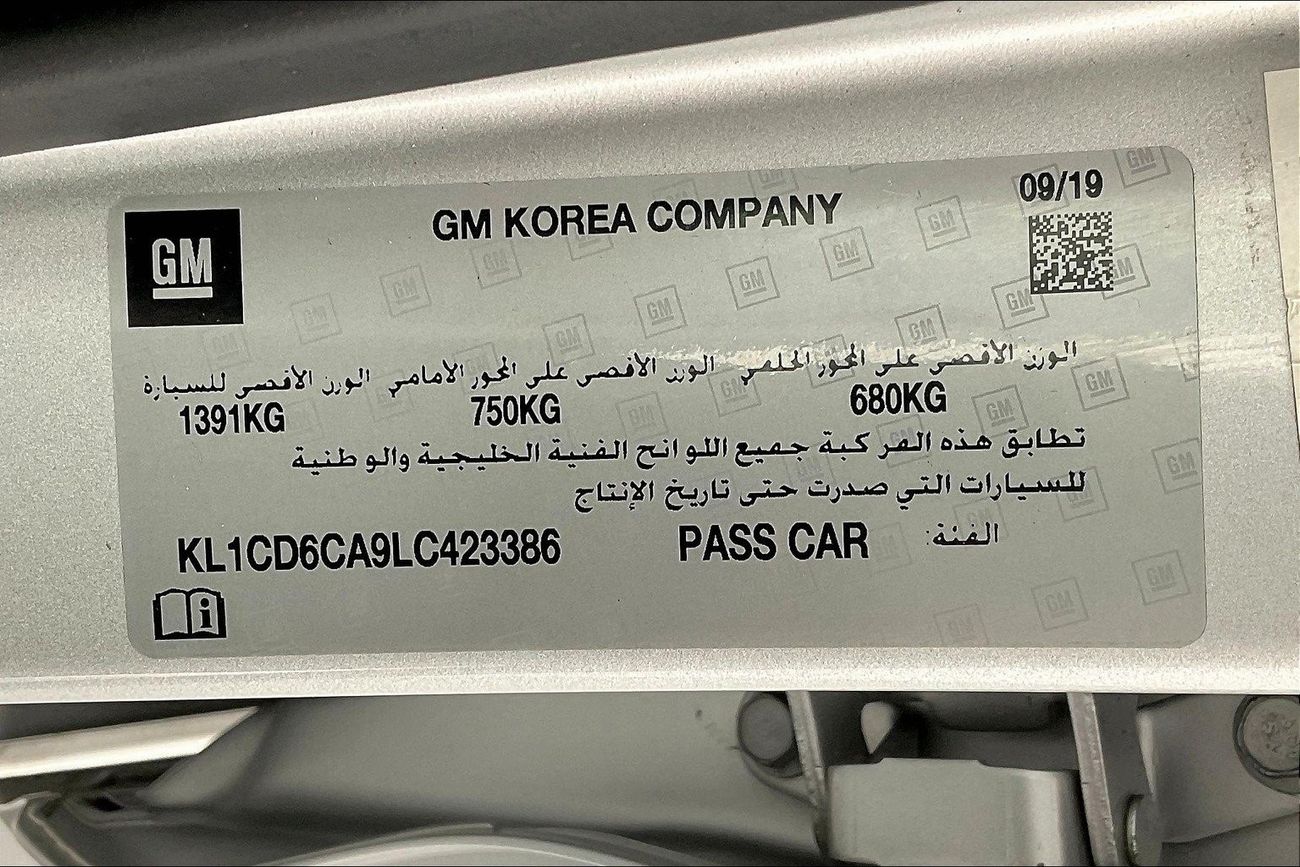 GM
GM KOREA COMPANY
09/19
الوزن الأقصى على المحور الخلفي الوزن الأقصى على المحور الأمامي الوزن الأقصى للسيارة
680KG 750KG 1391KG
تطابق هذه المركبة جميع اللوائح الفنية الخليجية والوطنية
للسيارات التي صدرت حتى تاريخ الإنتاج
الفئة: PASS CAR KL1CD6CA9LC423386